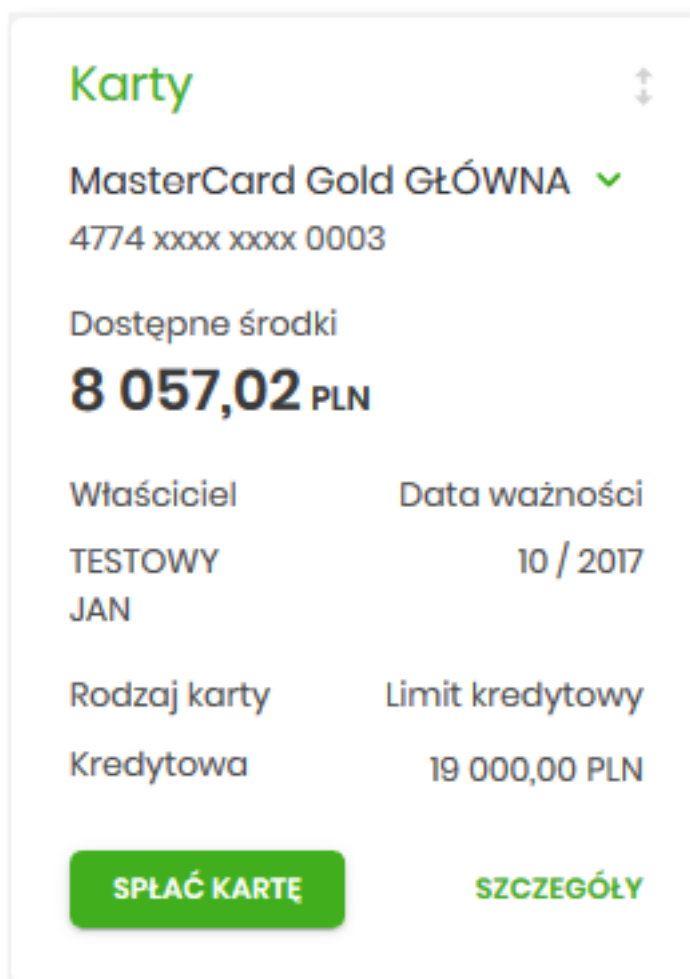 Karty
MasterCard Gold GŁÓWNA
4774 xxxx xxxx 0003
Dostępne środki
8 057,02 PLN
Właściciel Data ważności
TESTOWY 10 / 2017
JAN
Rodzaj karty Limit kredytowy
Kredytowa 19 000,00 PLN
SPŁAĆ KARTĘ SZCZEGÓŁY